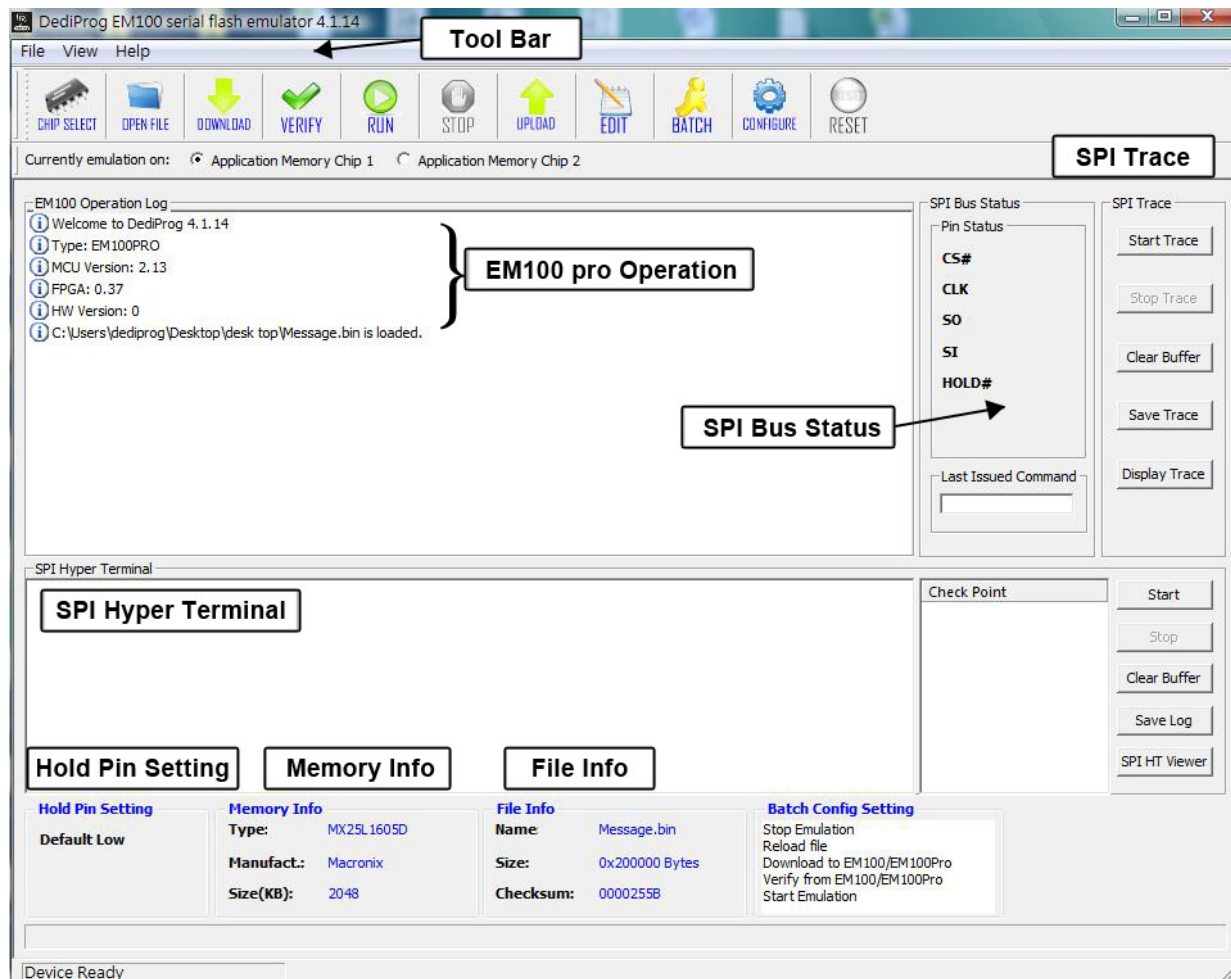 DediProg EM100 serial flash emulator 4.1.14
File View Help
Tool Bar
CHIP SELECT OPEN FILE DOWNLOAD VERIFY RUN STOP UPLOAD EDIT BATCH CONFIGURE RESET
Currently emulation on: Application Memory Chip 1 Application Memory Chip 2
SPI Trace
EM100 Operation Log
Welcome to DediProg 4.1.14
Type: EM100PRO
MCU Version: 2.13
FPGA: 0.37
HW Version: 0
C:\Users\dediprog\Desktop\desk top\Message.bin is loaded.
EM100 pro Operation
SPI Bus Status
Pin Status
CS#
CLK
SO
SI
HOLD#
SPI Bus Status
Last Issued Command
SPI Trace
Start Trace
Stop Trace
Clear Buffer
Save Trace
Display Trace
SPI Hyper Terminal
SPI Hyper Terminal
Check Point
Start
Stop
Clear Buffer
Save Log
SPI HT Viewer
Hold Pin Setting
Memory Info
File Info
Hold Pin Setting
Default Low
Memory Info
Type: MX25L1605D
Manufact.: Macronix
Size(KB): 2048
File Info
Name Message.bin
Size: 0x200000 Bytes
Checksum: 0000255B
Batch Config Setting
Stop Emulation
Reload file
Download to EM100/EM100Pro
Verify from EM100/EM100Pro
Start Emulation
Device Ready